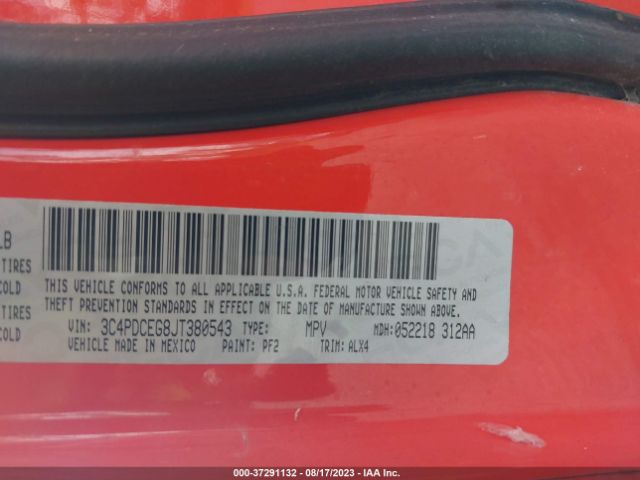 LB
TIRES
COLD
TIRES
COLD
THIS VEHICLE CONFORMS TO ALL APPLICABLE U.S.A. FEDERAL MOTOR VEHICLE SAFETY AND
THEFT PREVENTION STANDARDS IN EFFECT ON THE DATE OF MANUFACTURE SHOWN ABOVE.
VIN: 3C4PDCEG8JT380543 TYPE: MPV MDH:052218 312AA
VEHICLE MADE IN MEXICO PAINT: PF2 TRIM: ALX4
000-37291132 - 08/17/2023 - IAA Inc.